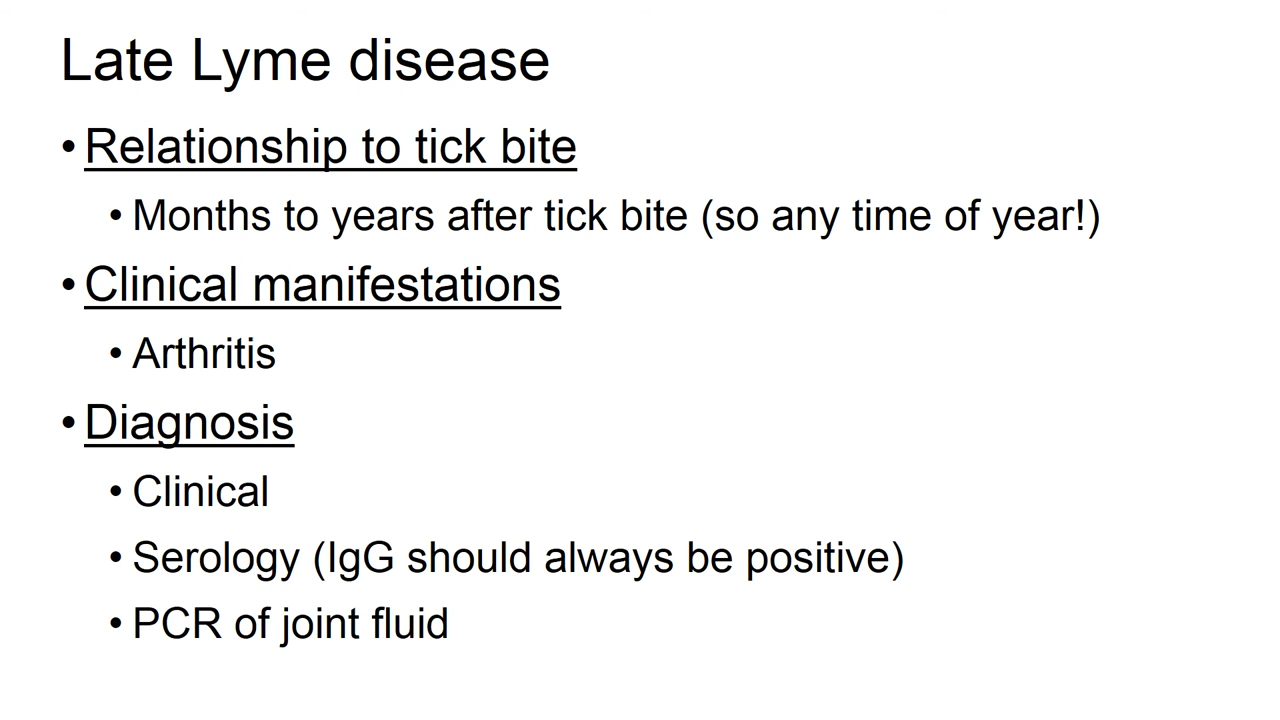 Late Lyme disease
• Relationship to tick bite
• Months to years after tick bite (so any time of year!)
• Clinical manifestations
• Arthritis
• Diagnosis
• Clinical
• Serology (IgG should always be positive)
• PCR of joint fluid